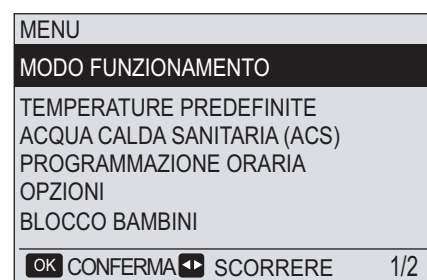 MENU
MODO FUNZIONAMENTO
TEMPERATURE PREDEFINITE
ACQUA CALDA SANITARIA (ACS)
PROGRAMMAZIONE ORARIA
OPZIONI
BLOCCO BAMBINI
OK CONFERMA SCORRERE 1/2